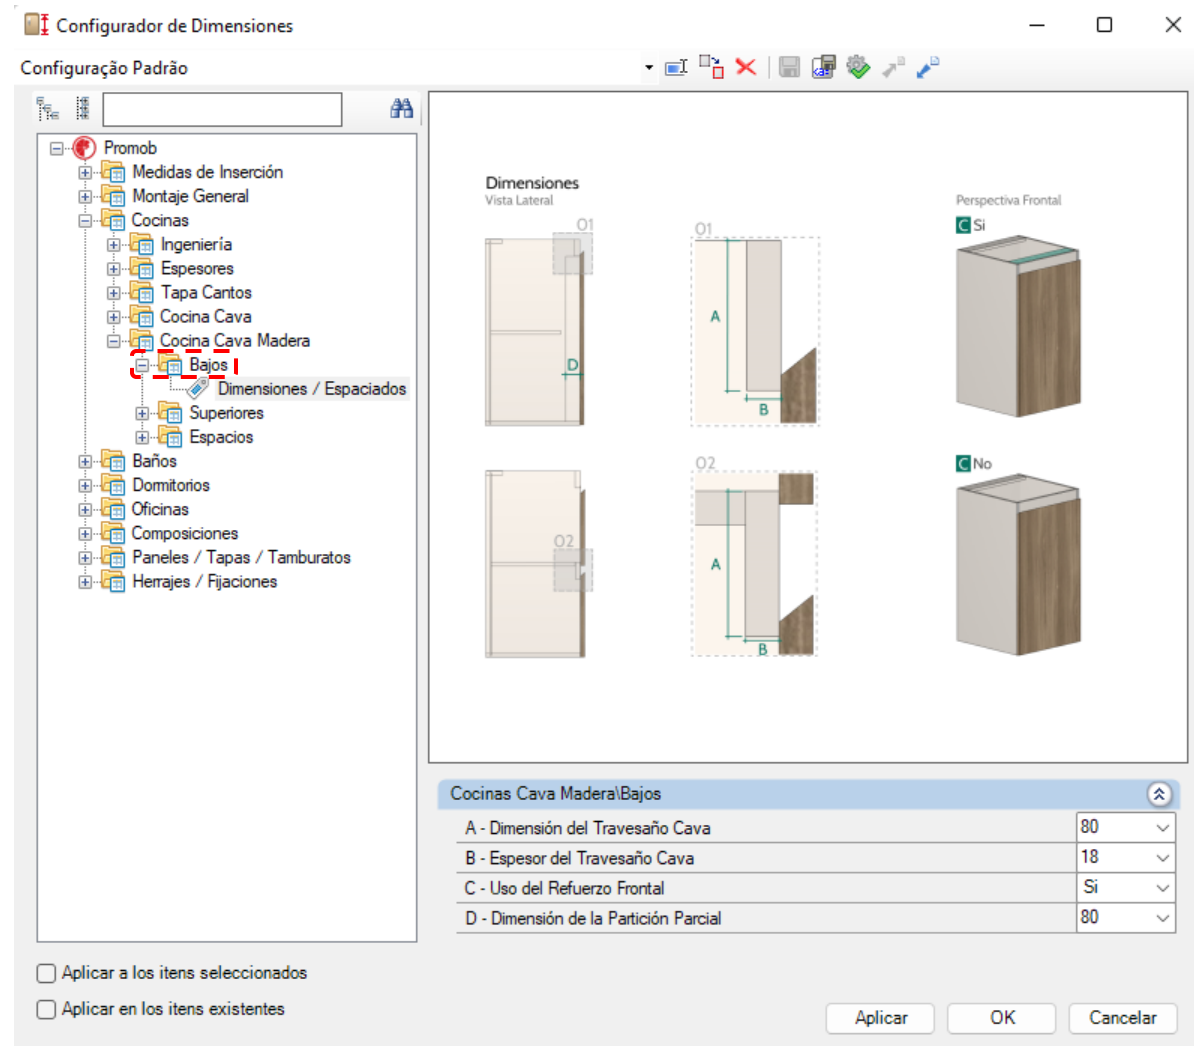 Configurador de Dimensiones
Configuração Padrão
Promob
Medidas de Inserción
Montaje General
Cocinas
Ingeniería
Espesores
Tapa Cantos
Cocina Cava
Cocina Cava Madera
Bajos
Dimensiones / Espaciados
Superiores
Espacios
Baños
Dormitorios
Oficinas
Composiciones
Paneles / Tapas / Tamburatos
Herrajes / Fijaciones
Dimensiones
Vista Lateral
Perspectiva Frontal
01
01
C Si
A
D
B
02
C No
02
A
B
Cocinas Cava Madera\Bajos
A - Dimensión del Travesaño Cava 80
B - Espesor del Travesaño Cava 18
C - Uso del Refuerzo Frontal Si
D - Dimensión de la Partición Parcial 80
Aplicar a los itens seleccionados
Aplicar en los itens existentes
Aplicar OK Cancelar